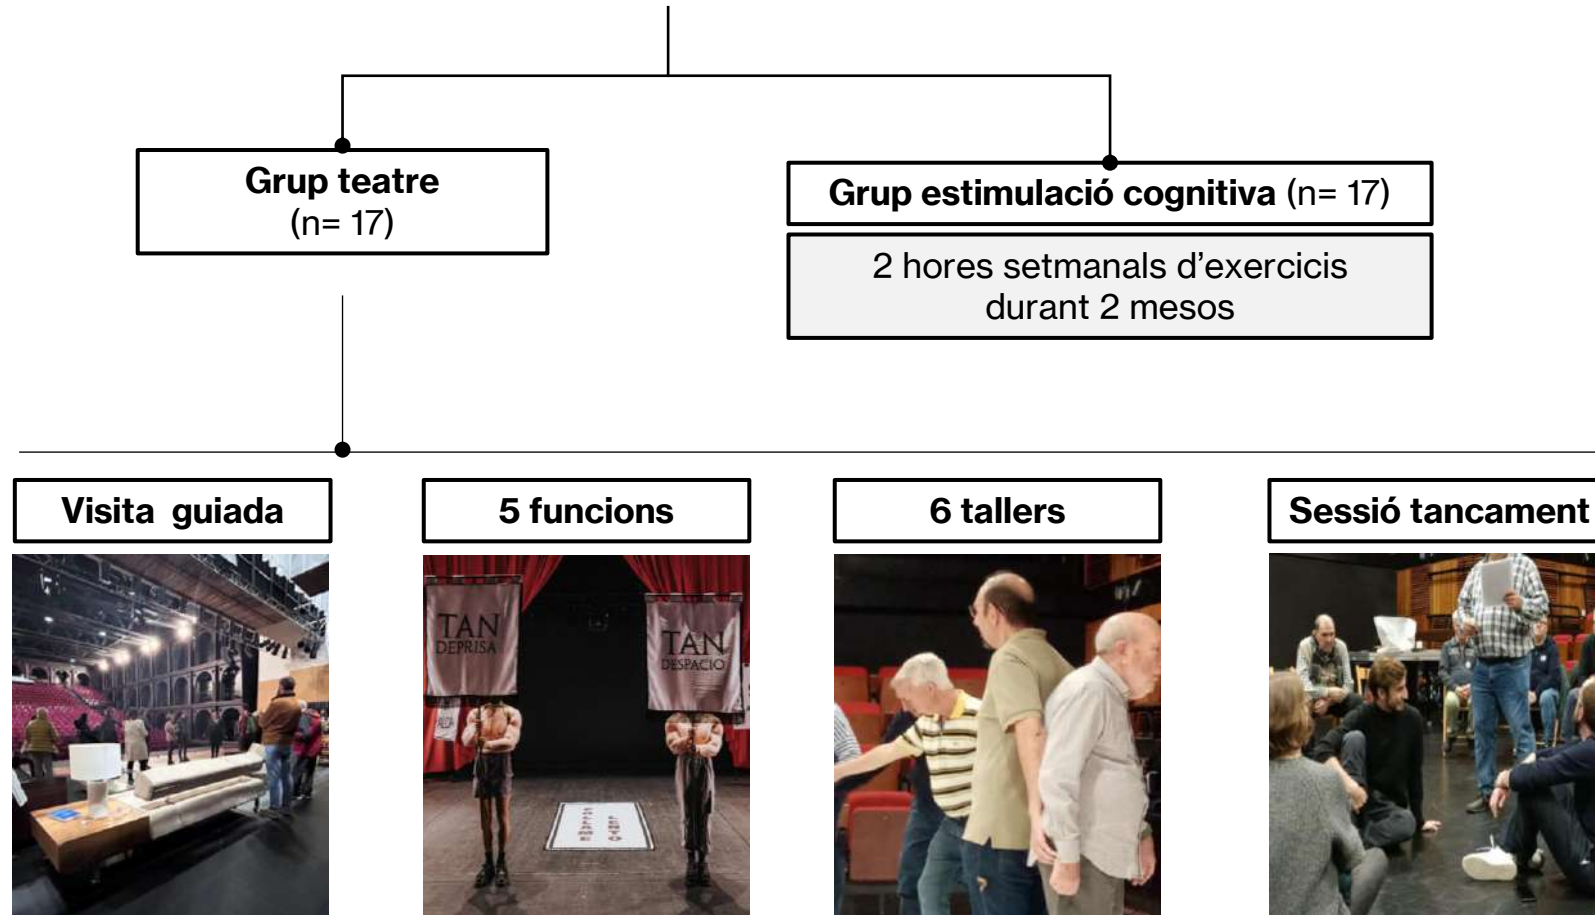 Grup teatre
(n= 17)
Grup estimulació cognitiva (n= 17)
2 hores setmanals d’exercicis
durant 2 mesos
Visita guiada
5 funcions
6 tallers
Sessió tancament
TAN
DEPRISA
TAN
DESPACIO